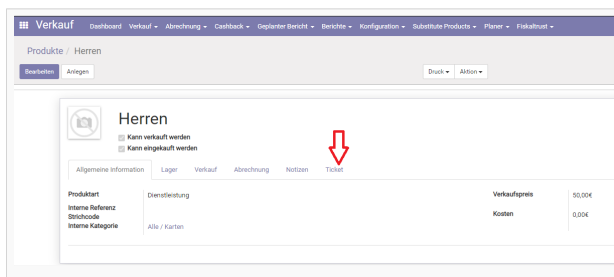 Verkauf Dashboard Verkauf Abrechnung Cashback Geplanter Bericht Berichte Konfiguration Substitute Products Planer Fiskaltrust
Produkte / Herren
Bearbeiten Anlegen Druck Aktion
Herren
Kann verkauft werden
Kann eingekauft werden
Allgemeine Information Lager Verkauf Abrechnung Notizen Ticket
Produktart Dienstleistung Verkaufspreis 50,00€
Interne Referenz
Strichcode Kosten 0,00€
Interne Kategorie Alle / Karten